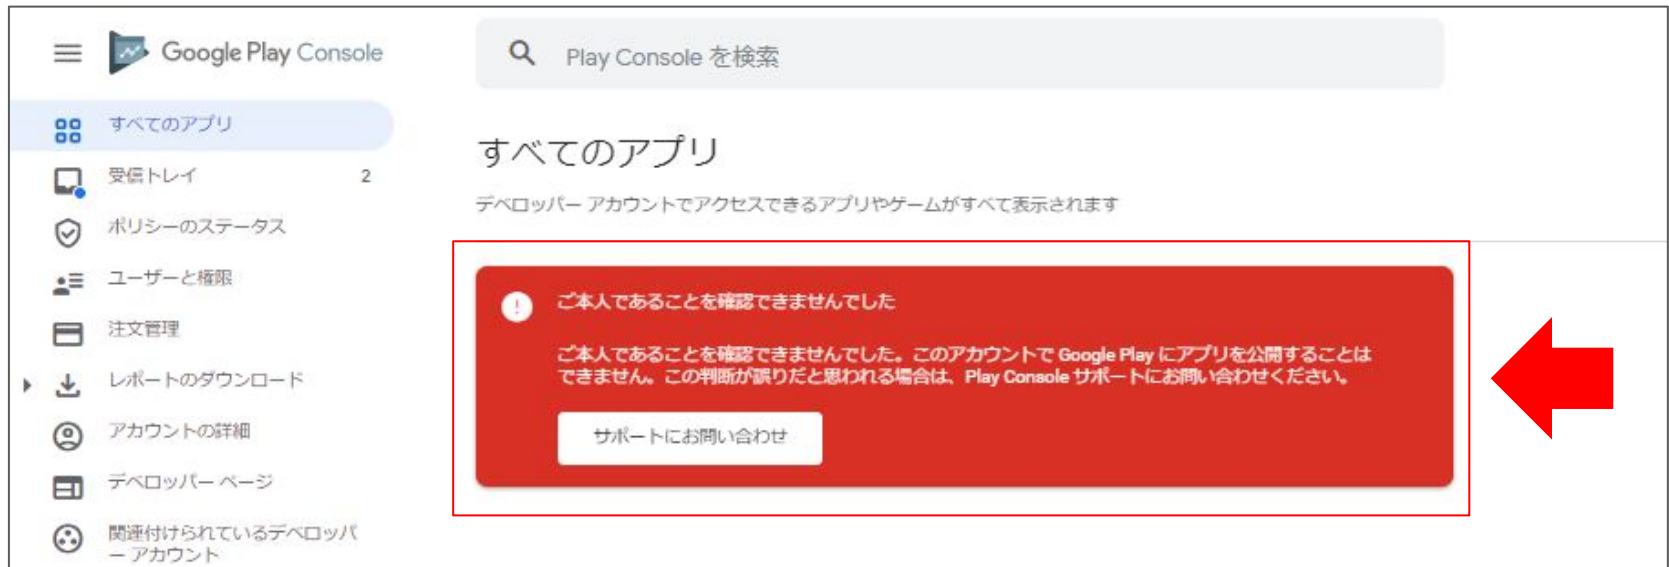 Google Play Console
Play Console を検索
すべてのアプリ
受信トレイ 2
ポリシーのステータス
ユーザーと権限
注文管理
レポートのダウンロード
アカウントの詳細
デベロッパー ページ
関連付けられているデベロッパ
ー アカウント
すべてのアプリ
デベロッパー アカウントでアクセスできるアプリやゲームがすべて表示されます
ご本人であることを確認できませんでした
ご本人であることを確認できませんでした。このアカウントで Google Play にアプリを公開することは
できません。この判断が誤りだと思われる場合は、Play Console サポートにお問い合わせください。
サポートにお問い合わせ